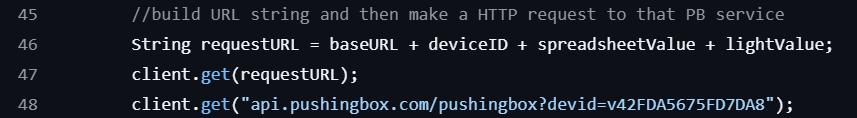 45 //build URL string and then make a HTTP request to that PB service
46 String requestURL = baseURL + deviceID + spreadsheetValue + lightValue;
47 client.get(requestURL);
48 client.get("api.pushingbox.com/pushingbox?devid=v42FDA5675FD7DA8");